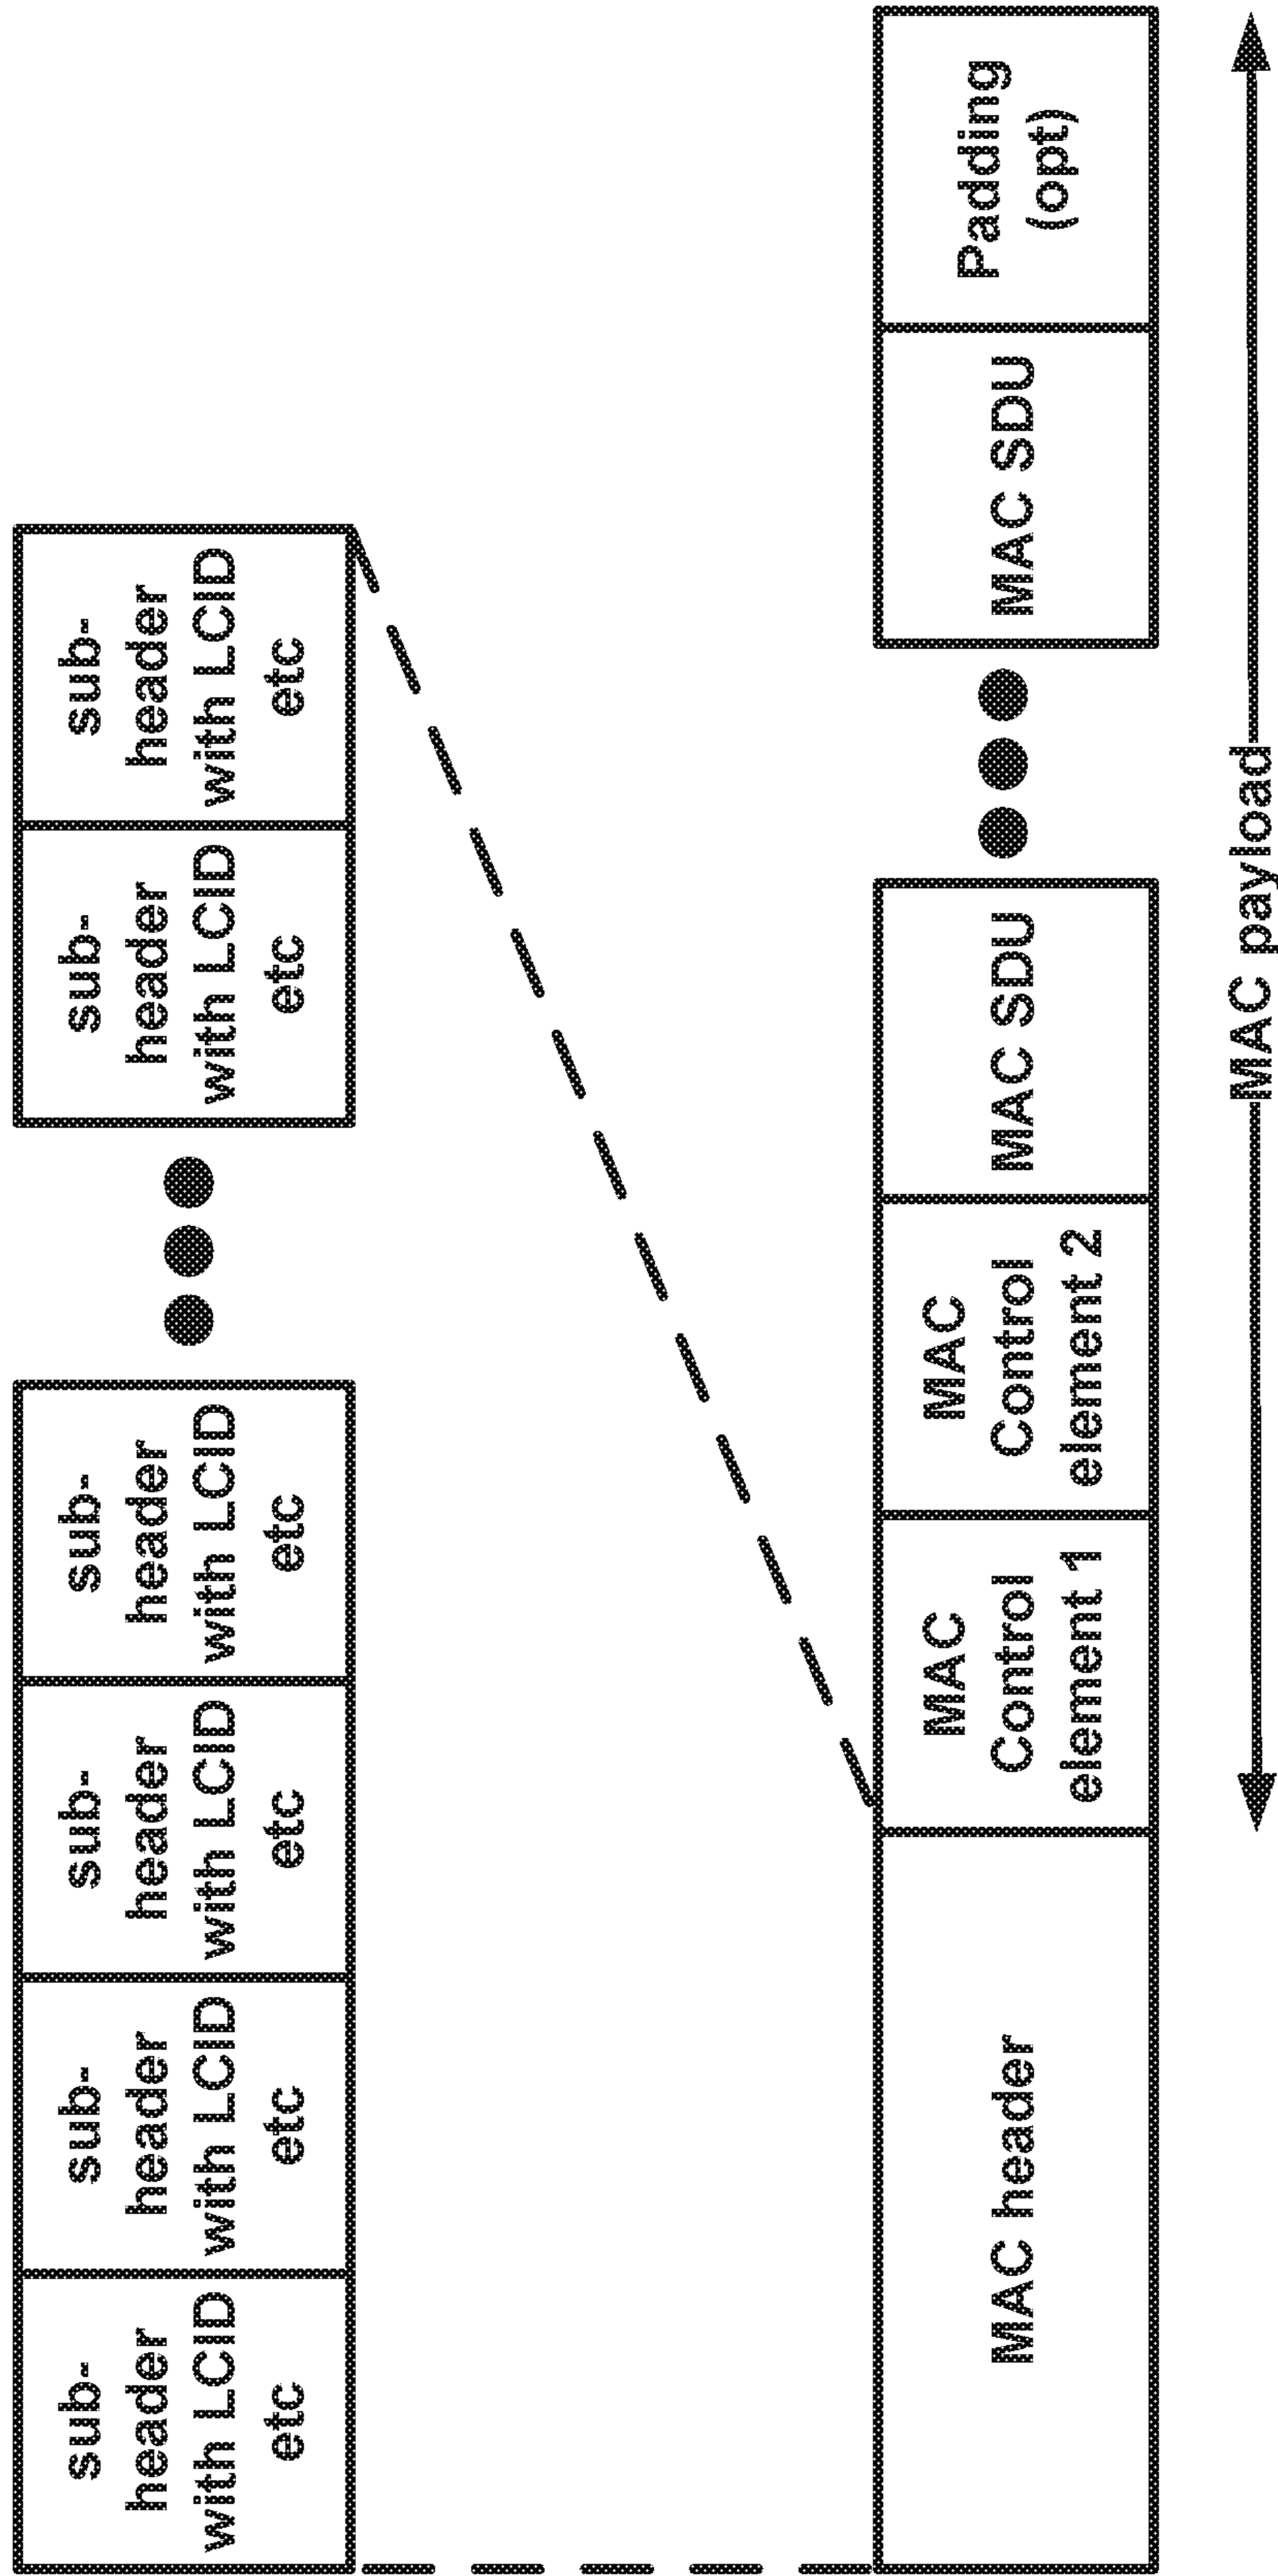 sub-
header
with LCID
etc
sub-
header
with LCID
etc
sub-
header
with LCID
etc
sub-
header
with LCID
etc
sub-
header
with LCID
etc
sub-
header
with LCID
etc
MAC header
MAC
Control
element 1
MAC
Control
element 2
MAC SDU
MAC SDU
Padding
(opt)
MAC payload